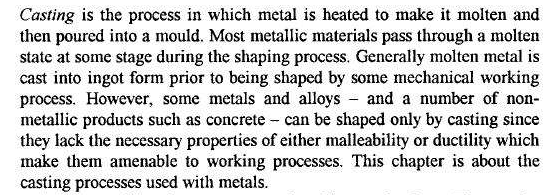 Casting is the process in which metal is heated to make it molten and
then poured into a mould. Most metallic materials pass through a molten
state at some stage during the shaping process. Generally molten metal is
cast into ingot form prior to being shaped by some mechanical working
process. However, some metals and alloys – and a number of non-
metallic products such as concrete – can be shaped only by casting since
they lack the necessary properties of either malleability or ductility which
make them amenable to working processes. This chapter is about the
casting processes used with metals.